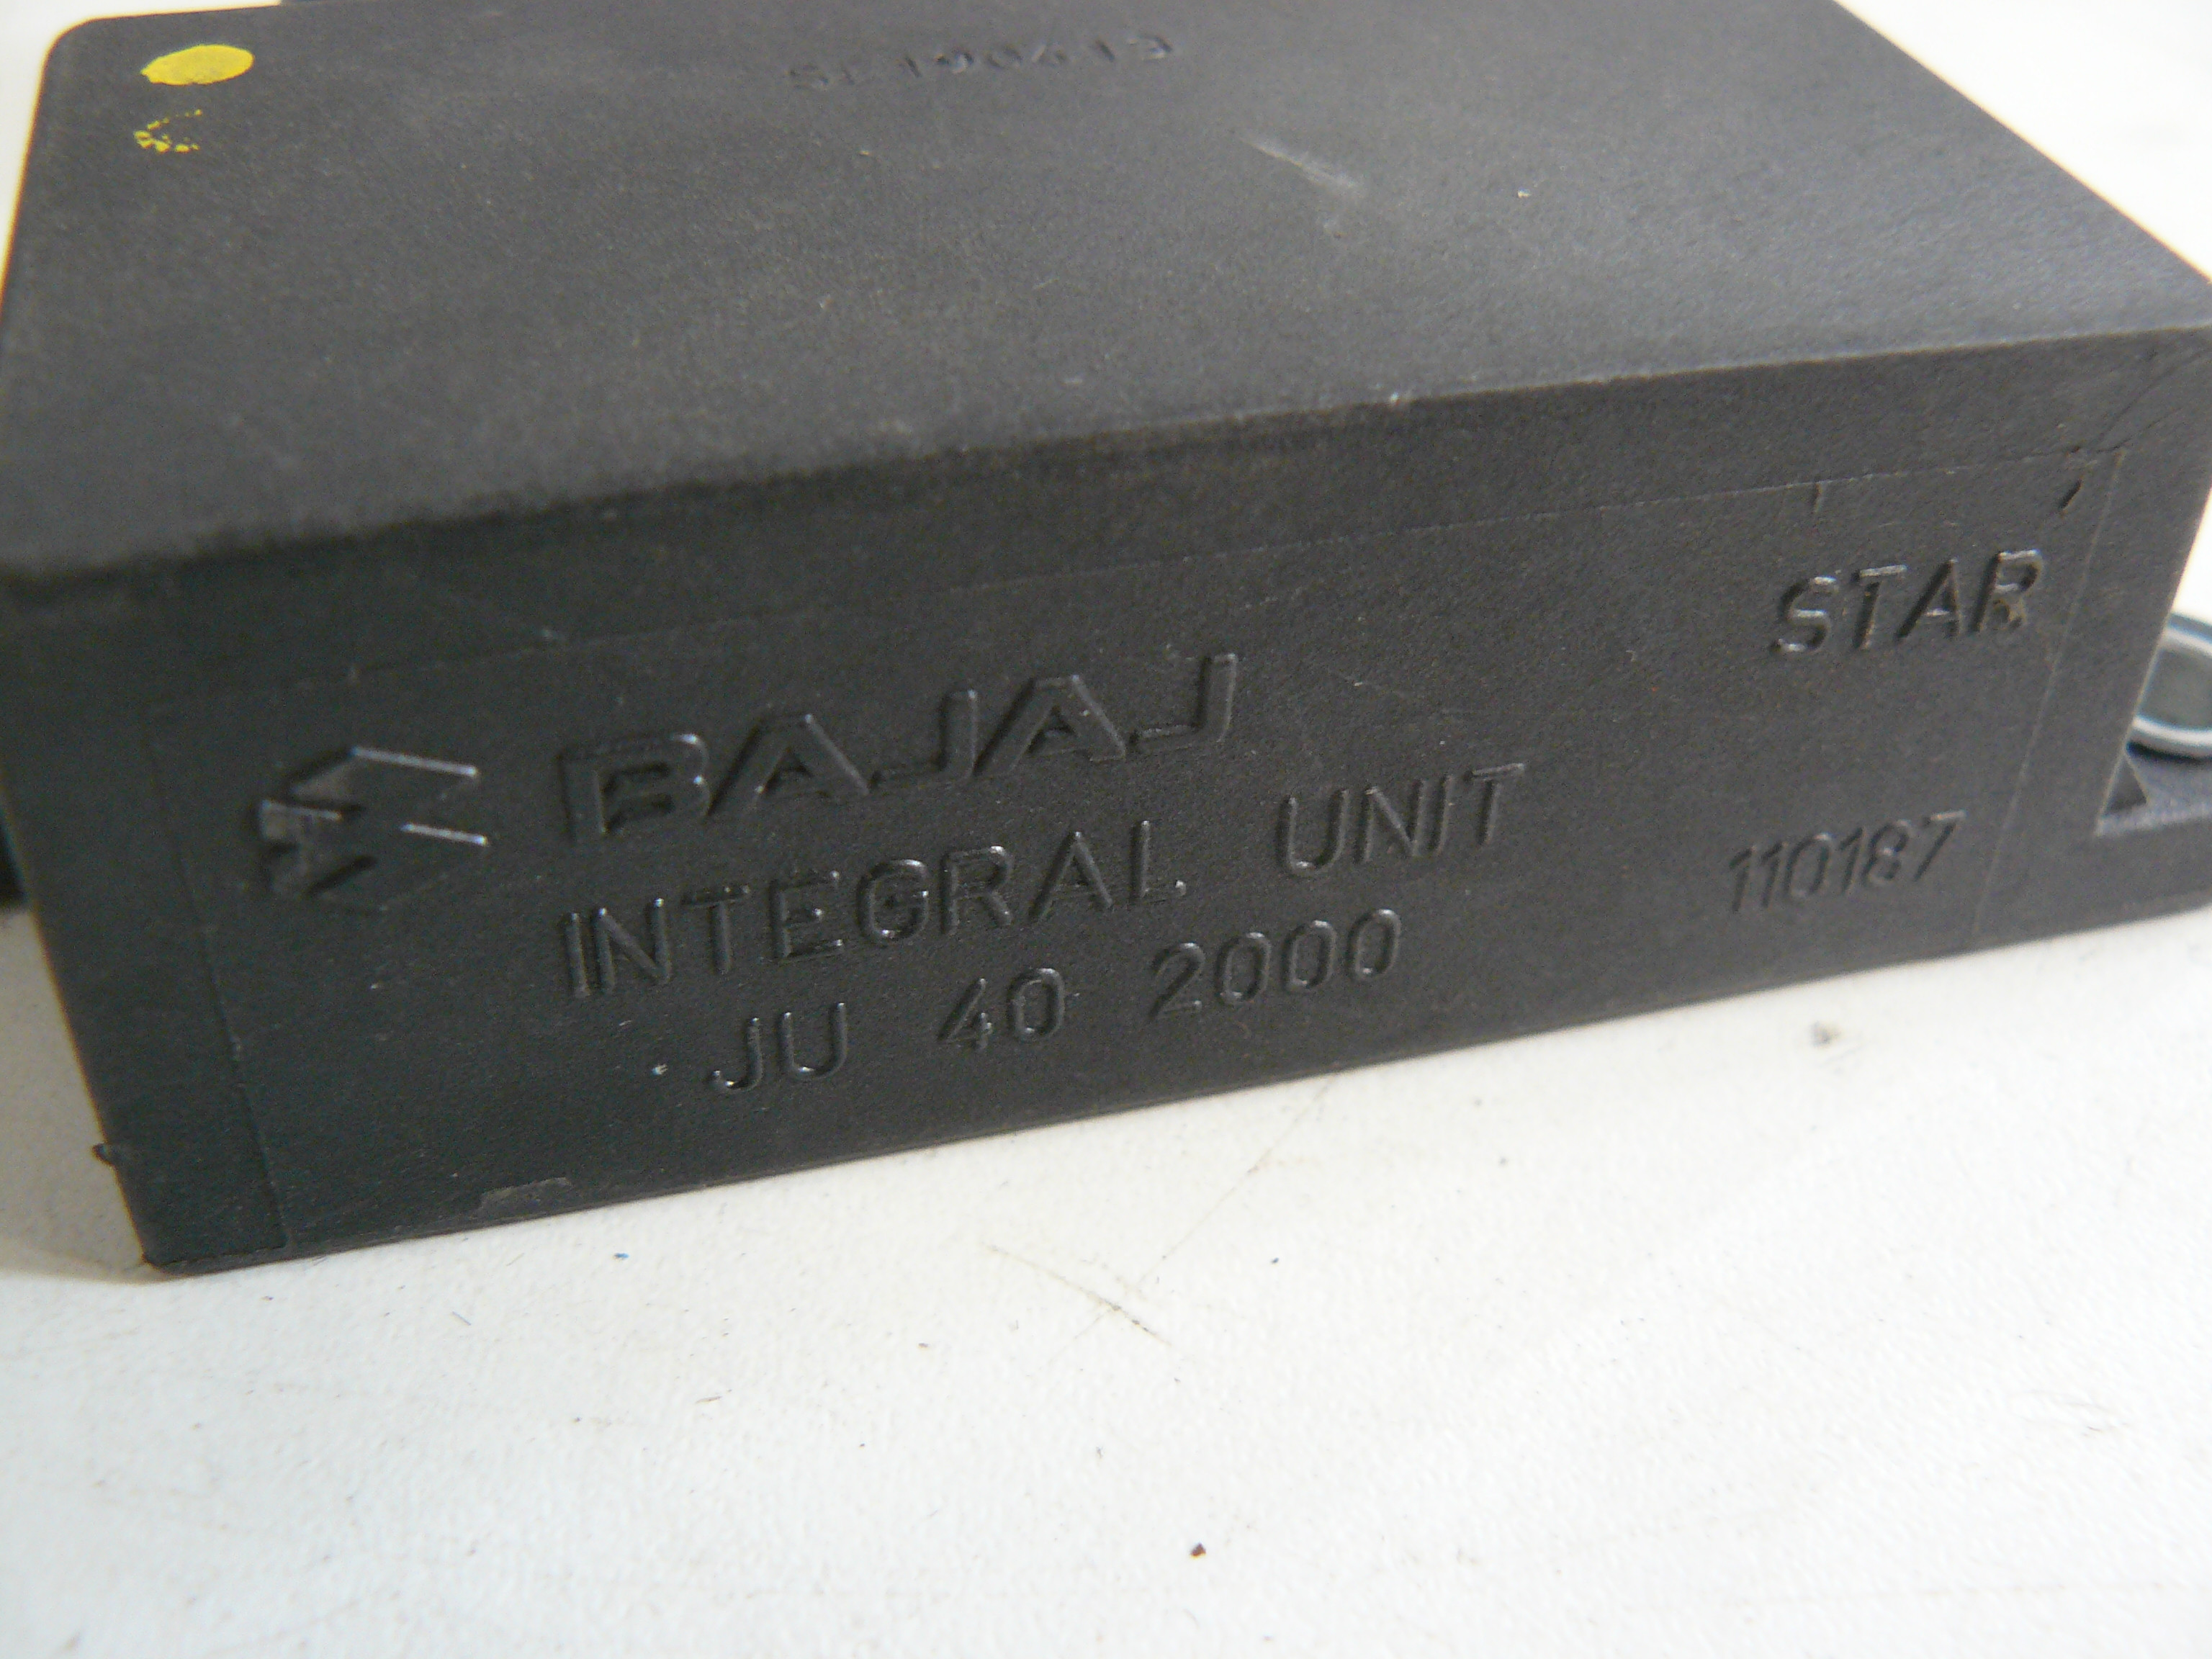 STAR
BAJAJ
INTEGRAL UNIT
110187
JU 40 2000